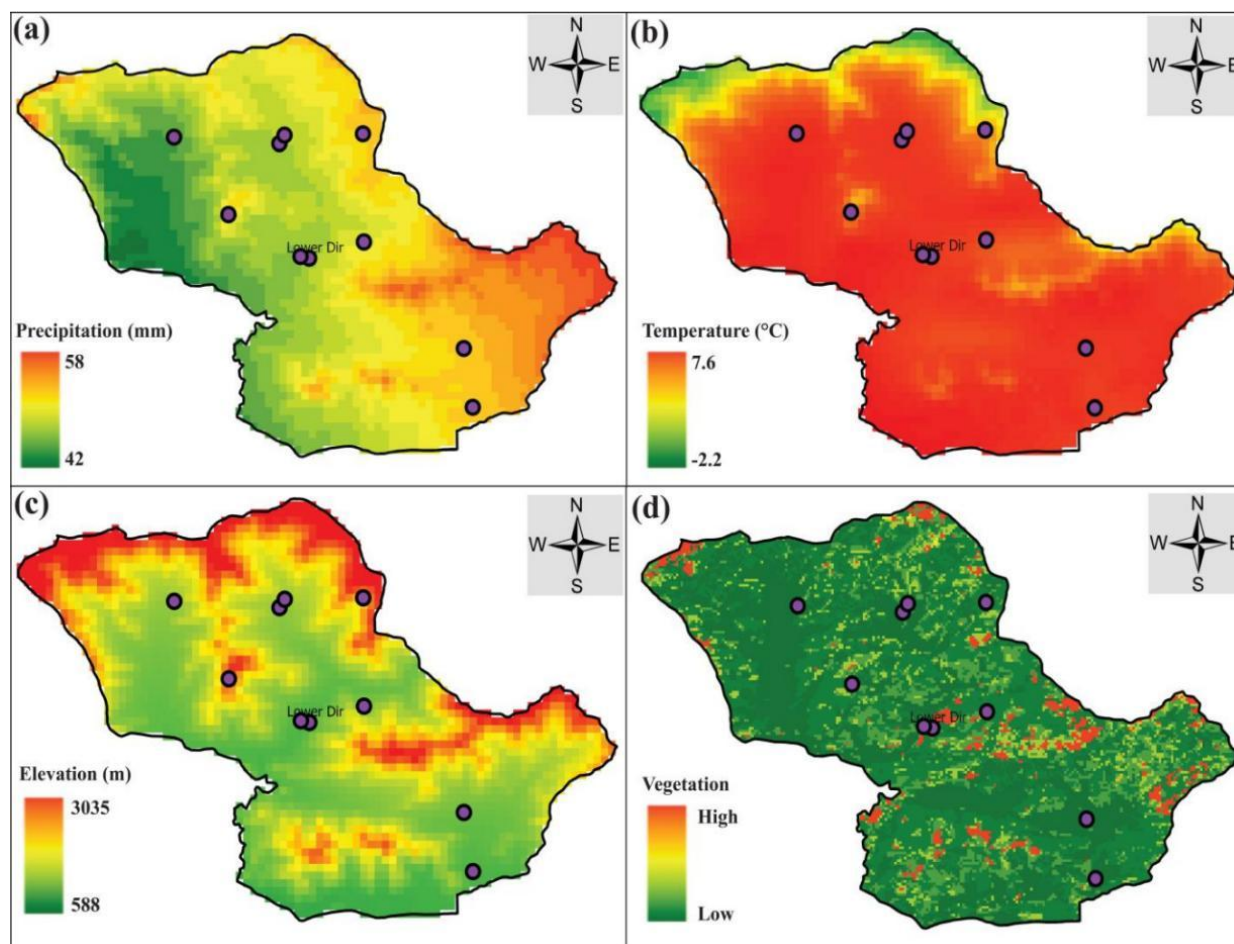 (a)
N
W E
S
Lower Dir
Precipitation (mm)
58
42
(b)
N
W E
S
Lower Dir
Temperature (°C)
7.6
-2.2
(c)
N
W E
S
Lower Dir
Elevation (m)
3035
588
(d)
N
W E
S
Lower Dir
Vegetation
High
Low